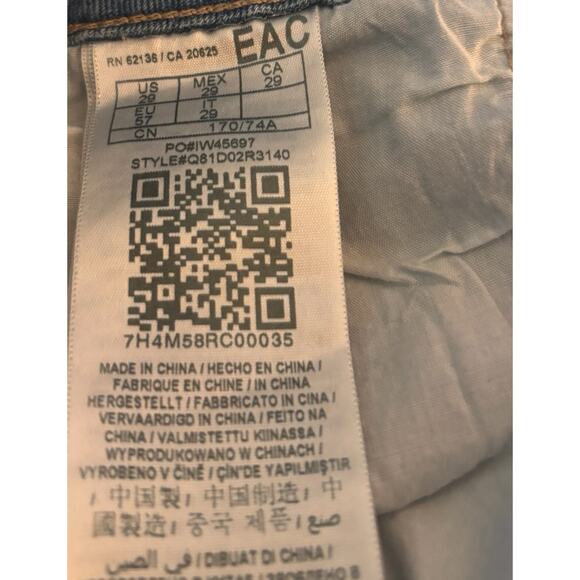 RN 62136 / CA 20625 EAC
US MEX CA
29 29 29
EU IT
57 29
CN 170/74A
PO#IW45697
STYLE#Q81D02R3140
7H4M58RC00035
MADE IN CHINA / HECHO EN CHINA /
FABRIQUE EN CHINE / IN CHINA
HERGESTELLT / FABBRICATO IN CINA /
VERVAARDIGD IN CHINA / FEITO NA
CHINA / VALMISTETTU KIINASSA /
WYPRODUKOWANO W CHINACH /
VYROBENO V ČÍNĚ / ÇİN'DE YAPILMIŞTIR
/ 中国製 / 中国制造 / 中
國製造 / 중국 제품 / صنع
في الصين / DIBUAT DI CHINA /